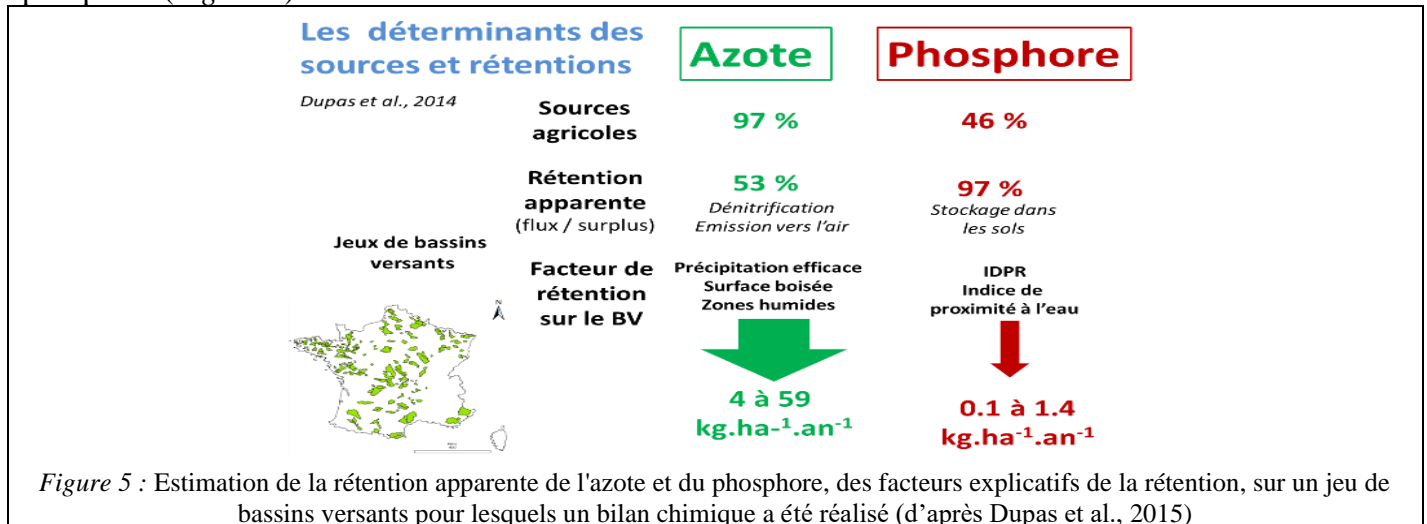 Les déterminants des
sources et rétentions
Azote
Phosphore
Dupas et al., 2014
Sources
agricoles
97 %
46 %
Rétention
apparente
(flux / surplus)
53 %
Dénitrification
Emission vers l'air
97 %
Stockage dans
les sols
Jeux de bassins
versants
Facteur de
rétention
sur le BV
Précipitation efficace
Surface boisée
Zones humides
IDPR
Indice de
proximité à l'eau
N
4 à 59
kg.ha-¹.an⁻¹
0.1 à 1.4
kg.ha⁻¹.an⁻¹
Figure 5 : Estimation de la rétention apparente de l'azote et du phosphore, des facteurs explicatifs de la rétention, sur un jeu de
bassins versants pour lesquels un bilan chimique a été réalisé (d'après Dupas et al., 2015)